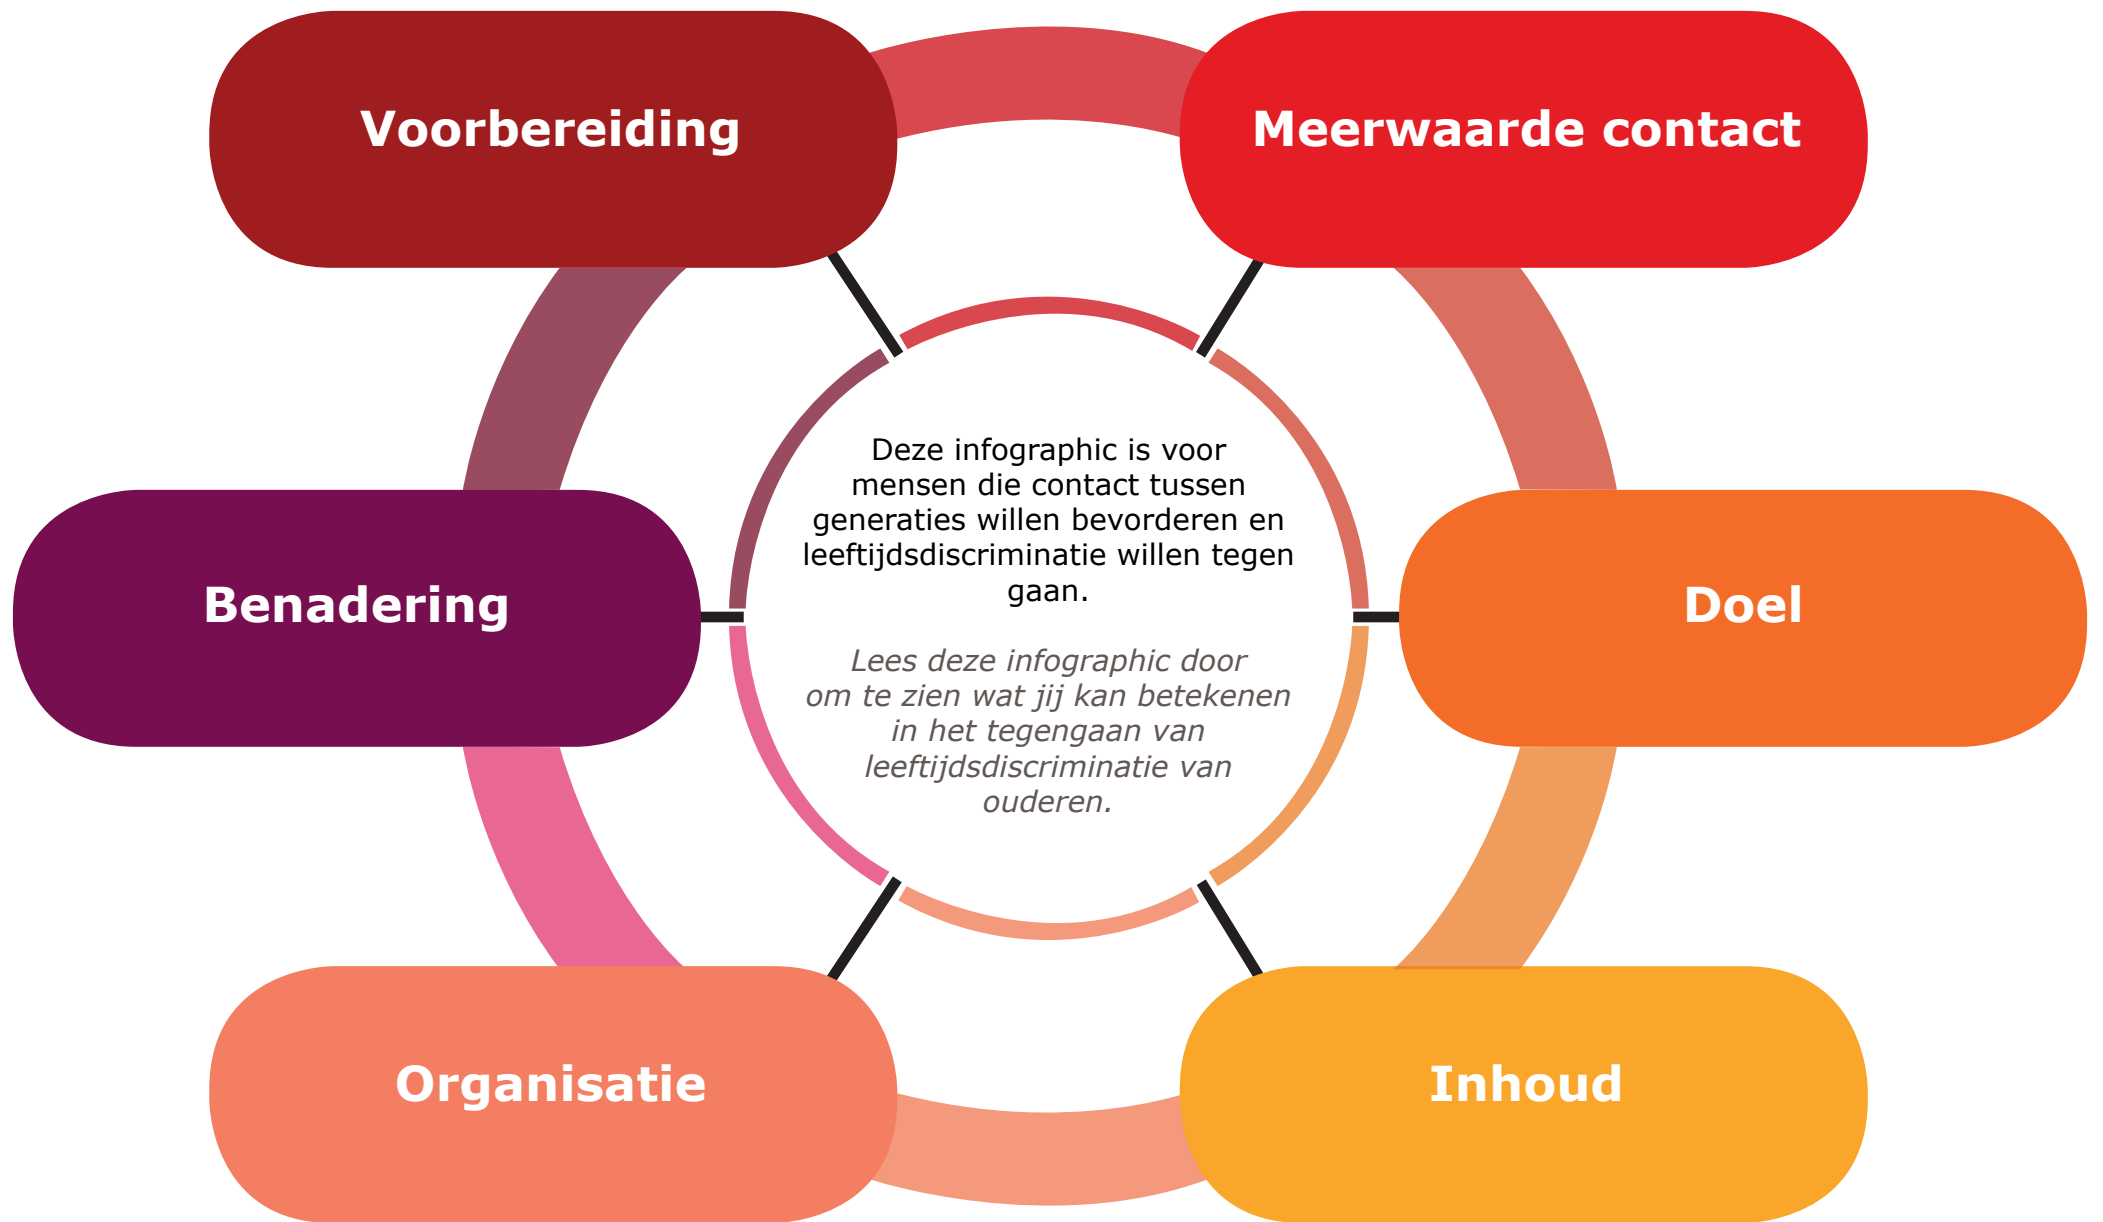 Voorbereiding
Meerwaarde contact
Deze infographic is voor
mensen die contact tussen
generaties willen bevorderen en
leeftijdsdiscriminatie willen tegen
gaan.
Lees deze infographic door
om te zien wat jij kan betekenen
in het tegengaan van
leeftijdsdiscriminatie van
ouderen.
Benadering
Doel
Organisatie
Inhoud